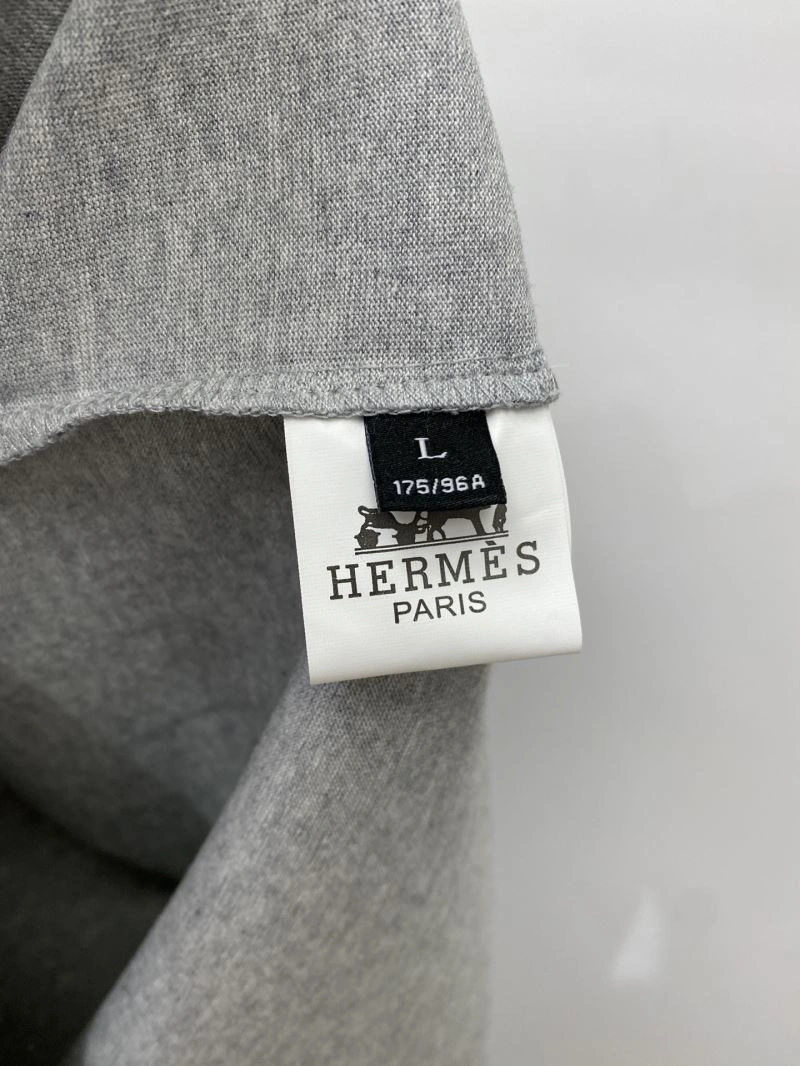 L
175/96A
HERMÈS
PARIS